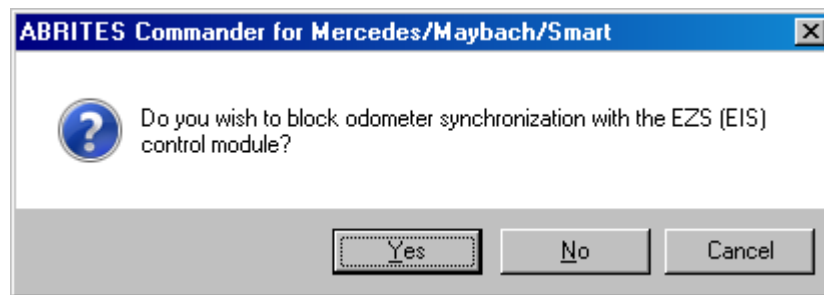 ABRITES Commander for Mercedes/Maybach/Smart
Do you wish to block odometer synchronization with the EZS (EIS)
control module?
Yes
No
Cancel